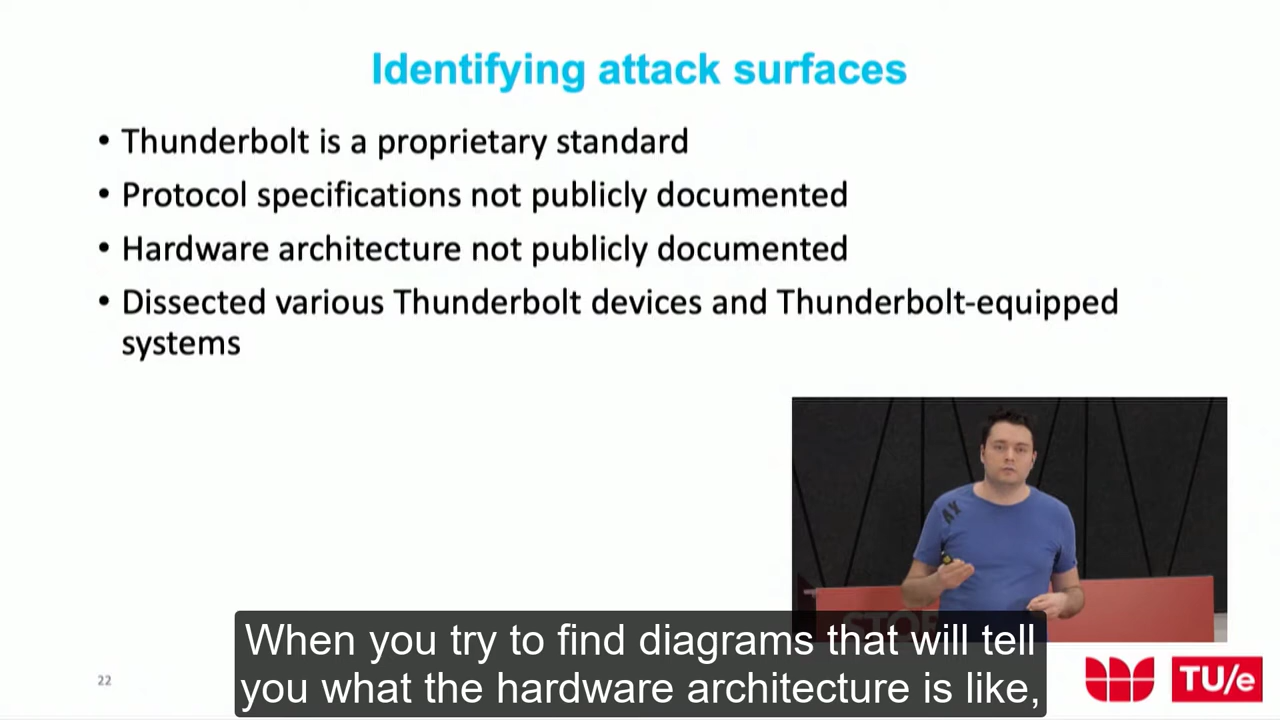 Identifying attack surfaces
• Thunderbolt is a proprietary standard
• Protocol specifications not publicly documented
• Hardware architecture not publicly documented
• Dissected various Thunderbolt devices and Thunderbolt-equipped
systems
AX
When you try to find diagrams that will tell
you what the hardware architecture is like,
22
TU/e